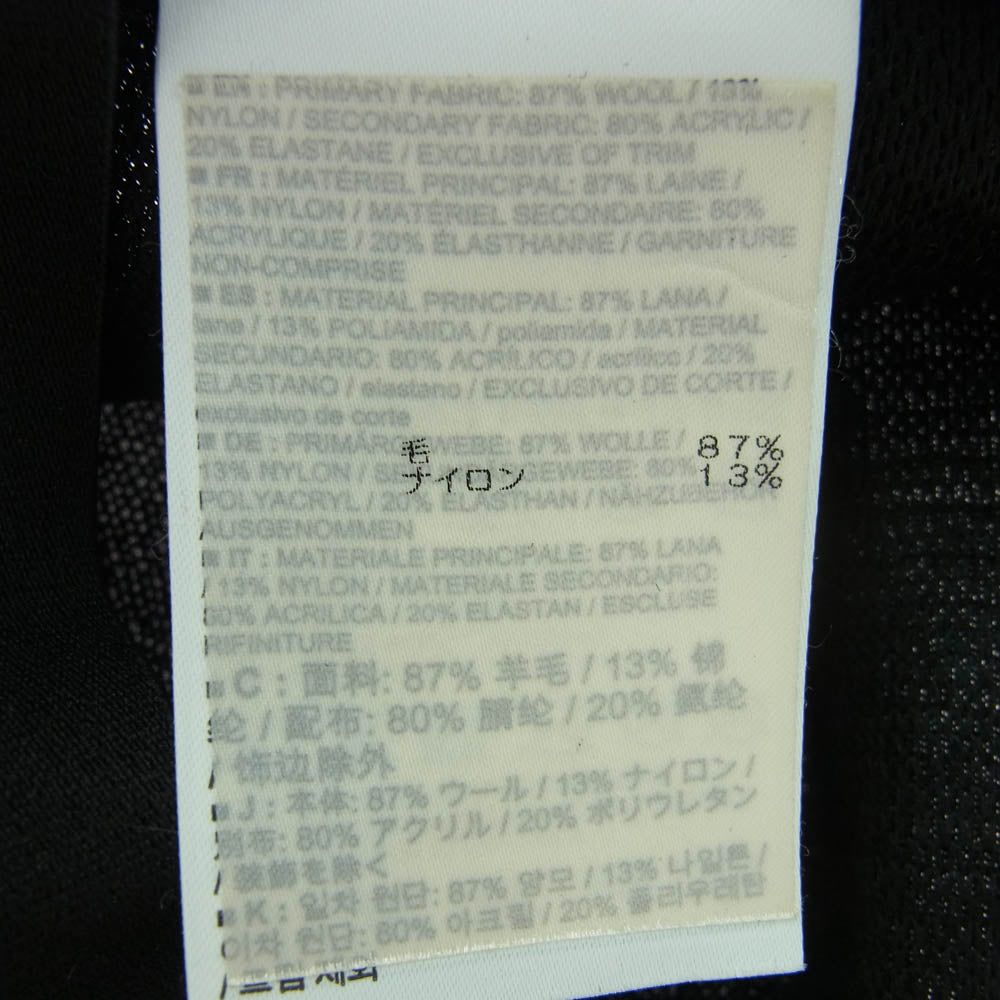 ■ EN : PRIMARY FABRIC: 87% WOOL / 13%
NYLON / SECONDARY FABRIC: 80% ACRYLIC /
20% ELASTANE / EXCLUSIVE OF TRIM
■ FR : MATÉRIEL PRINCIPAL: 87% LAINE /
13% NYLON / MATÉRIEL SECONDAIRE: 80%
ACRYLIQUE / 20% ÉLASTHANNE / GARNITURE
NON-COMPRISE
■ ES : MATERIAL PRINCIPAL: 87% LANA /
lana / 13% POLIAMIDA / poliamida / MATERIAL
SECUNDARIO: 80% ACRÍLICO / acrílico / 20%
ELASTANO / elastano / EXCLUSIVO DE CORTE /
exclusivo de corte
■ DE : PRIMÄRGEWEBE: 87% WOLLE /
毛 87%
13% NYLON / GEWEBE: 80%
ナイロン 13%
POLYACRYL / 20% ELASTHAN / NÄHZUBEHÖR
AUSGENOMMEN
■ IT : MATERIALE PRINCIPALE: 87% LANA
/ 13% NYLON / MATERIALE SECONDARIO:
80% ACRILICA / 20% ELASTAN / ESCLUSE
RIFINITURE
■ C : 面料: 87% 羊毛 / 13% 锦
纶 / 配布: 80% 腈纶 / 20% 氨纶
/ 饰边除外
■ J : 本体: 87% ウール / 13% ナイロン /
別布: 80% アクリル / 20% ポリウレタン
/ 装飾を除く
■ K : 일차 원단: 87% 양모 / 13% 나일론 /
이차 원단: 80% 아크릴 / 20% 폴리우레탄
/ 트림 제외